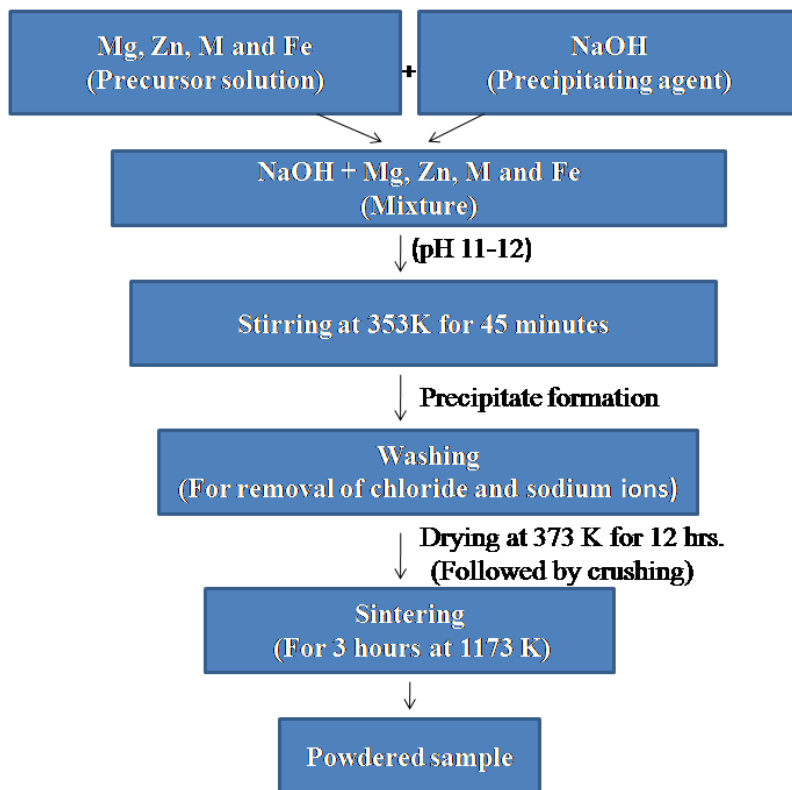 Mg, Zn, M and Fe
(Precursor solution)
+
NaOH
(Precipitating agent)
NaOH + Mg, Zn, M and Fe
(Mixture)
(pH 11-12)
Stirring at 353K for 45 minutes
Precipitate formation
Washing
(For removal of chloride and sodium ions)
Drying at 373 K for 12 hrs.
(Followed by crushing)
Sintering
(For 3 hours at 1173 K)
Powdered sample